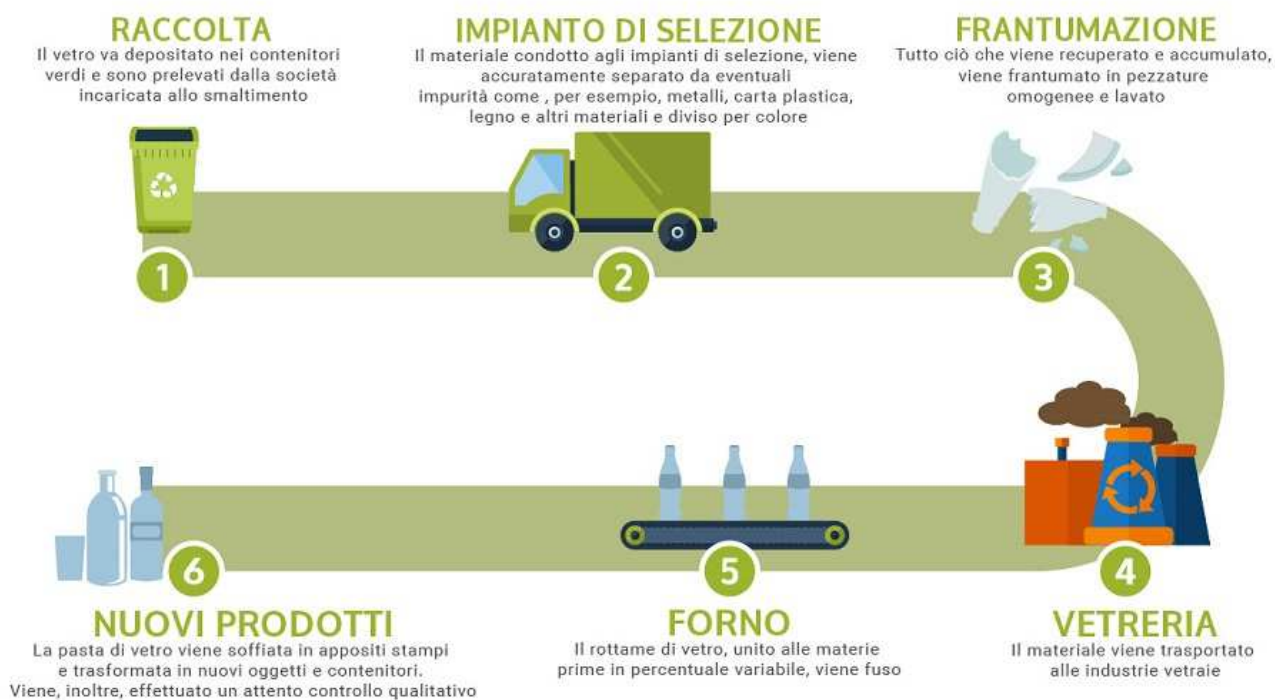 RACCOLTA
Il vetro va depositato nei contenitori
verdi e sono prelevati dalla società
incaricata allo smaltimento
1
IMPIANTO DI SELEZIONE
Il materiale condotto agli impianti di selezione, viene
accuratamente separato da eventuali
impurità come , per esempio, metalli, carta plastica,
legno e altri materiali e diviso per colore
2
FRANTUMAZIONE
Tutto ciò che viene recuperato e accumulato,
viene frantumato in pezzature
omogenee e lavato
3
4
VETRERIA
Il materiale viene trasportato
alle industrie vetraie
5
FORNO
Il rottame di vetro, unito alle materie
prime in percentuale variabile, viene fuso
6
NUOVI PRODOTTI
La pasta di vetro viene soffiata in appositi stampi
e trasformata in nuovi oggetti e contenitori.
Viene, inoltre, effettuato un attento controllo qualitativo